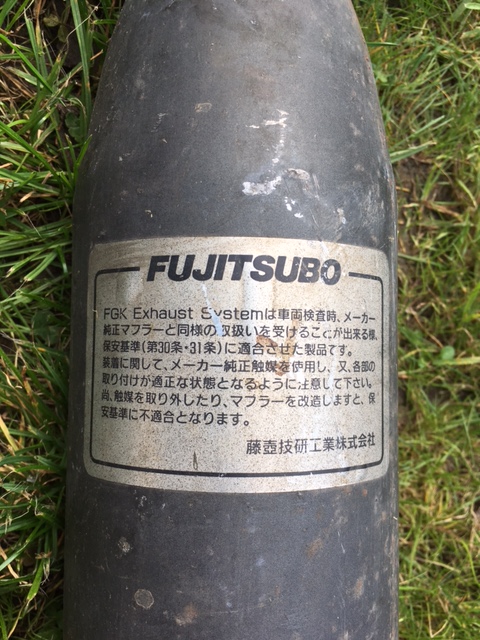 FUJITSUBO
FGK Exhaust Systemは車両検査時、メーカー
純正マフラーと同様の取扱いを受けることが出来る様、
保安基準(第30条・31条)に適合させた製品です。
装着に関して、メーカー純正触媒を使用し、又、各部の
取り付けが適正な状態となるように注意して下さい。
尚、触媒を取り外したり、マフラーを改造しますと、保
安基準に不適合となります。
藤壺技研工業株式会社